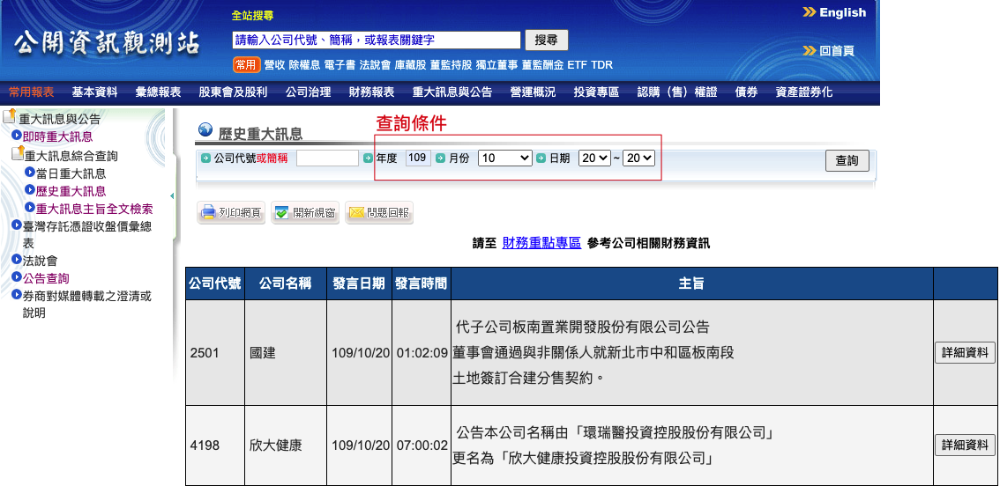 公開資訊觀測站
全站搜尋
請輸入公司代號、簡稱，或報表關鍵字 搜尋
常用 營收 除權息 電子書 法說會 庫藏股 董監持股 獨立董事 董監酬金 ETF TDR
English
回首頁
常用報表 基本資料 彙總報表 股東會及股利 公司治理 財務報表 重大訊息與公告 營運概況 投資專區 認購（售）權證 債券 資產證券化
重大訊息與公告
即時重大訊息
重大訊息綜合查詢
當日重大訊息
歷史重大訊息
重大訊息主旨全文檢索
臺灣存託憑證收盤價彙總
表
法說會
公告查詢
券商對媒體轉載之澄清或
說明
查詢條件
歷史重大訊息
公司代號或簡稱 年度 109 月份 10 日期 20 ~ 20 查詢
列印網頁 開新視窗 問題回報
請至 財務重點專區 參考公司相關財務資訊
公司代號 公司名稱 發言日期 發言時間 主旨
2501 國建 109/10/20 01:02:09 代子公司板南置業開發股份有限公司公告
董事會通過與非關係人就新北市中和區板南段
土地簽訂合建分售契約。
詳細資料
4198 欣大健康 109/10/20 07:00:02 公告本公司名稱由「環瑞醫投資控股股份有限公司」
更名為「欣大健康投資控股股份有限公司」
詳細資料